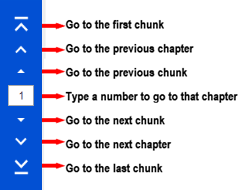 Go to the first chunk
Go to the previous chapter
Go to the previous chunk
1 Type a number to go to that chapter
Go to the next chunk
Go to the next chapter
Go to the last chunk